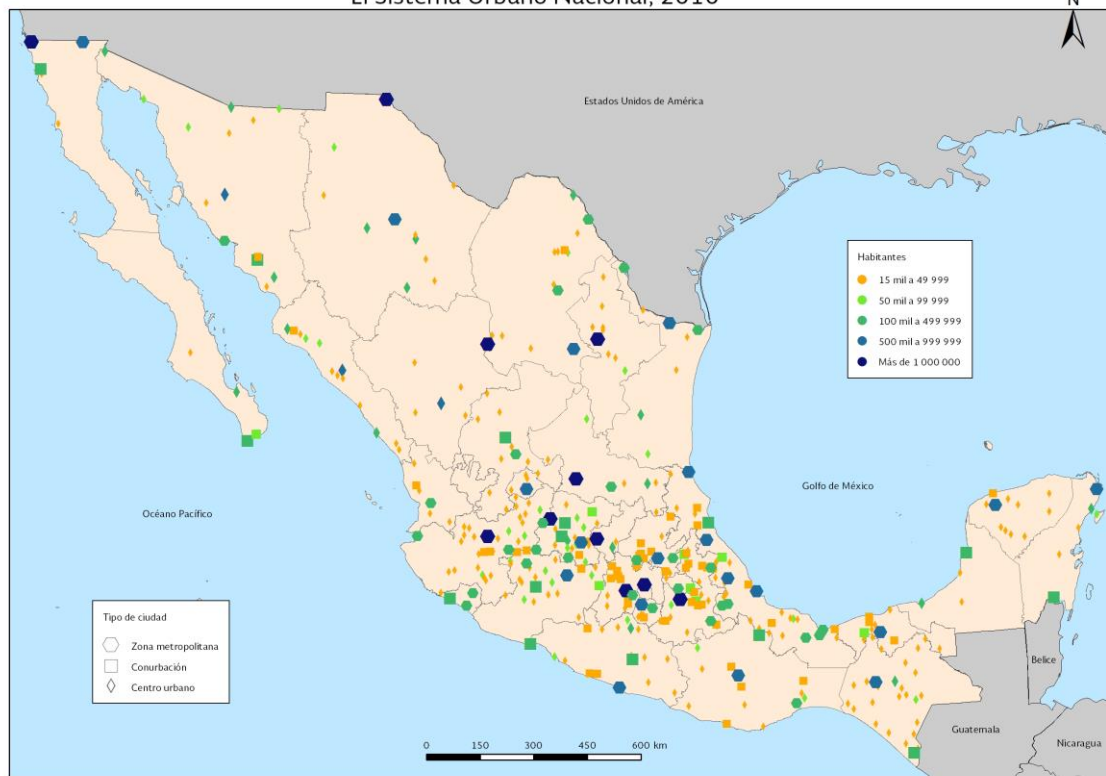 El Sistema Urbano Nacional, 2010
N
Estados Unidos de América
Habitantes
15 mil a 49 999
50 mil a 99 999
100 mil a 499 999
500 mil a 999 999
Más de 1 000 000
Golfo de México
Océano Pacífico
Tipo de ciudad
Zona metropolitana
Conurbación
Centro urbano
Belice
Guatemala
Nicaragua
0 150 300 450 600 km